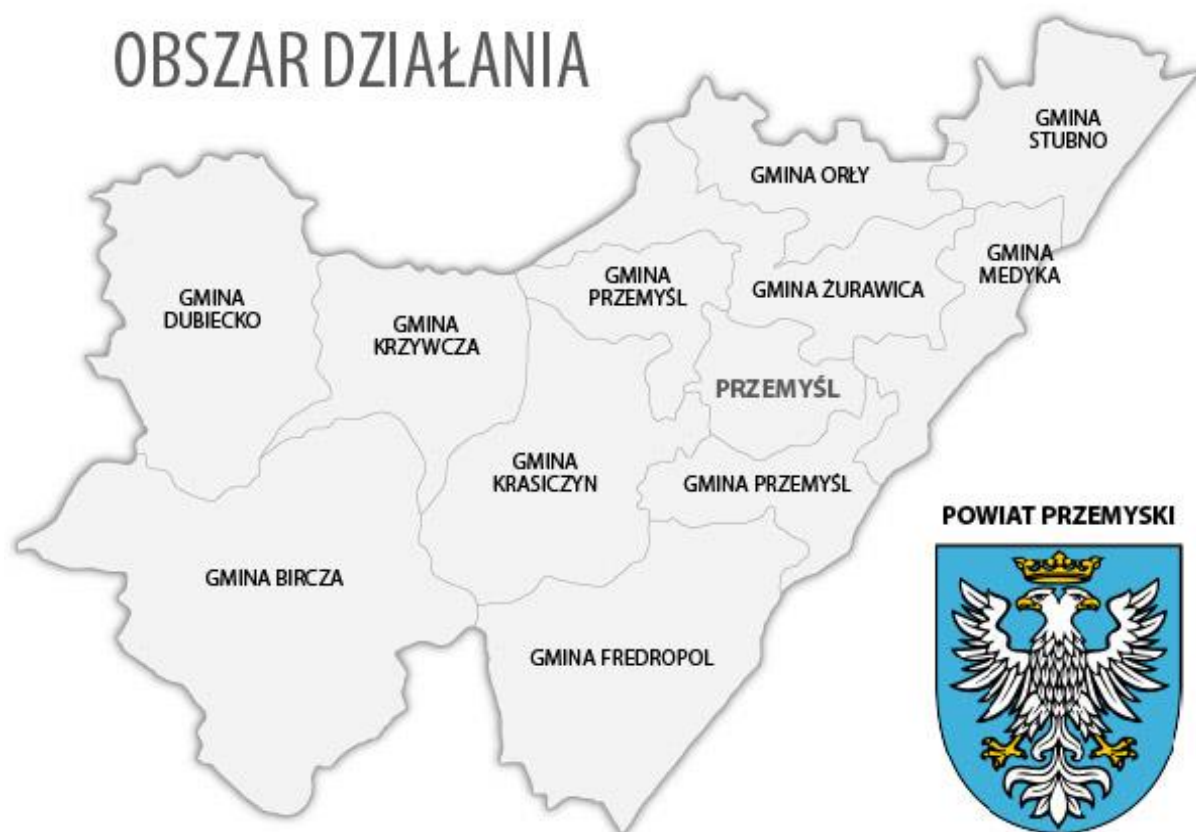 OBSZAR DZIAŁANIA
GMINA
STUBNO
GMINA ORŁY
GMINA
MEDYKA
GMINA
PRZEMYŚL
GMINA ŻURAWICA
GMINA
DUBIECKO
GMINA
KRZYWCZA
PRZEMYŚL
GMINA
KRASICZYN
GMINA PRZEMYŚL
POWIAT PRZEMYSKI
GMINA BIRCZA
GMINA FREDROPOL